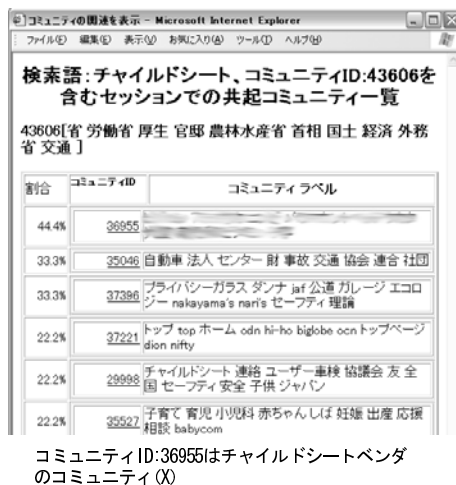 コミュニティの関連を表示 - Microsoft Internet Explorer
ファイル(F) 編集(E) 表示(V) お気に入り(A) ツール(T) ヘルプ(H)
検索語:チャイルドシート、コミュニティID:43606を
含むセッションでの共起コミュニティ一覧
43606[省 労働省 厚生 官邸 農林水産省 首相 国土 経済 外務
省 交通 ]
割合 コミュニティID コミュニティ ラベル
44.4% 36955
33.3% 35046 自動車 法人 センター 財 事故 交通 協会 連合 社団
33.3% 37396 プライバシーガラス ダンナ jaf 公道 ガレージ エコロ
ジー nakayama's nari's セーフティ 理論
22.2% 37221 トップ top ホーム odn hi-ho biglobe ocn トップページ
dion nifty
22.2% 29998 チャイルドシート 連絡 ユーザー車検 協議会 友 全
国 セーフティ 安全 子供 ジャパン
22.2% 35527 子育て 育児 小児科 赤ちゃん しば 妊娠 出産 応援
相談 babycom
コミュニティID:36955はチャイルドシートベンダ
のコミュニティ(X)